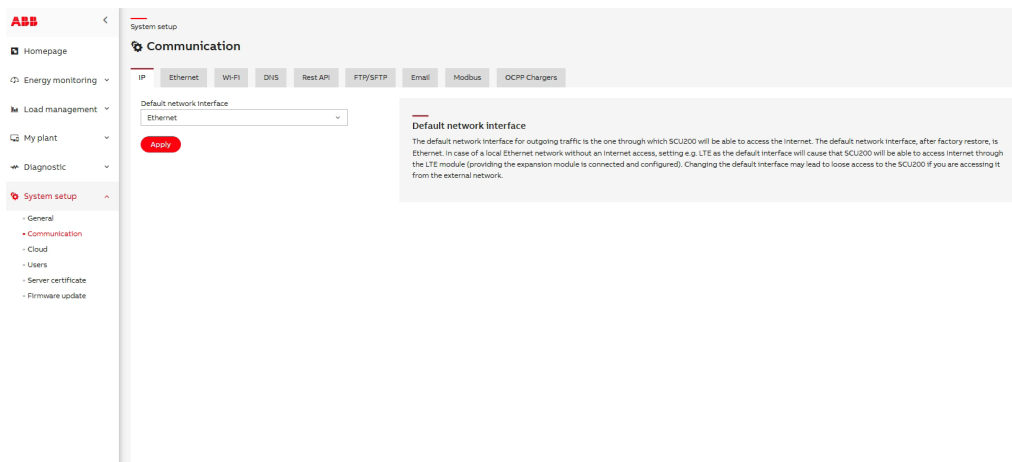 ABB
Homepage
Energy monitoring
Load management
My plant
Diagnostic
System setup
General
Communication
Cloud
Users
Server certificate
Firmware update
System setup
Communication
IP Ethernet Wi-Fi DNS Rest API FTP/SFTP Email Modbus OCPP Chargers
Default network interface
Ethernet
Apply
Default network interface
The default network interface for outgoing traffic is the one through which SCU200 will be able to access the internet. The default network interface, after factory restore, is
Ethernet. In case of a local Ethernet network without an internet access, setting e.g. LTE as the default interface will cause that SCU200 will be able to access internet through
the LTE module (providing the expansion module is connected and configured). Changing the default interface may lead to loose access to the SCU200 if you are accessing it
from the external network.